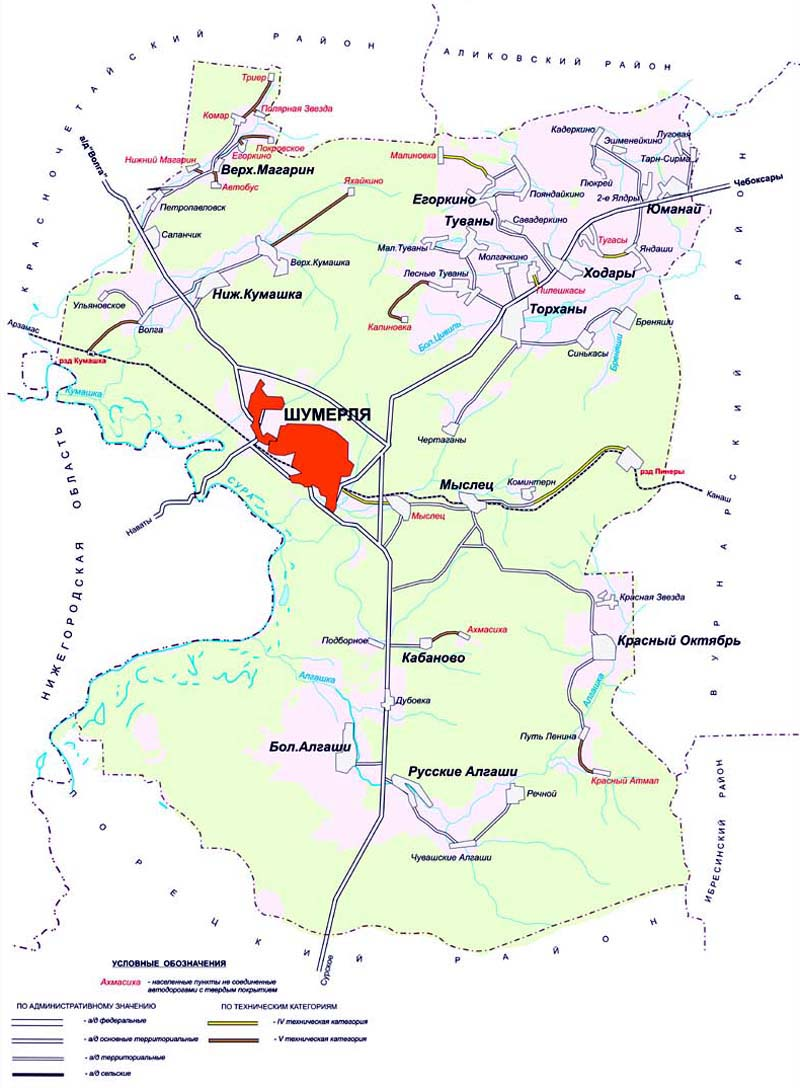 КРАСНОЧЕТАЙСКИЙ РАЙОН
АЛИКОВСКИЙ РАЙОН
Триер
Полярная Звезда
Комар
Покровское
Егоркино
Нижний Магарин
Верх.Магарин
Автобус
Яхайкино
а/д"Волга"
Петропавловск
Саланчик
Верх.Кумашка
Ниж.Кумашка
Ульяновское
Волга
Арзамас
рзд Кумашка
Кумашка
Кадеркино
Эшменейкино
Луговая
Тарн-Сирма
Малиновка
Пюкрей
2-е Ялдры
Чебоксары
Егоркино
Пояндайкино
Юманай
Туваны
Савадеркино
Тугасы
Яндаши
Мал.Туваны
Молгачкино
Ходары
Лесные Туваны
Пилешкасы
Калиновка
Торханы
Бол.Цивиль
Бреняши
Синькасы
Бреняши
Чертаганы
ШУМЕРЛЯ
СУРА
Наваты
НИЖЕГОРОДСКАЯ ОБЛАСТЬ
Мыслец
Коминтерн
рзд Пинеры
Канаш
Мыслец
ВУРНАРСКИЙ РАЙОН
Красная Звезда
Красный Октябрь
Подборное
Ахмасиха
Кабаново
Алгашка
Алгашка
Дубовка
Путь Ленина
Бол.Алгаши
Русские Алгаши
Красный Атмал
Речной
Чувашские Алгаши
ИБРЕСИНСКИЙ РАЙОН
ПОРЕЦКИЙ РАЙОН
Сурское
УСЛОВНЫЕ ОБОЗНАЧЕНИЯ
Ахмасиха - населенные пункты не соединенные
автодорогами с твердым покрытием
ПО АДМИНИСТРАТИВНОМУ ЗНАЧЕНИЮ
ПО ТЕХНИЧЕСКИМ КАТЕГОРИЯМ
- а/д федеральные
- IV техническая категория
- а/д основные территориальные
- V техническая категория
- а/д территориальные
- а/д сельские